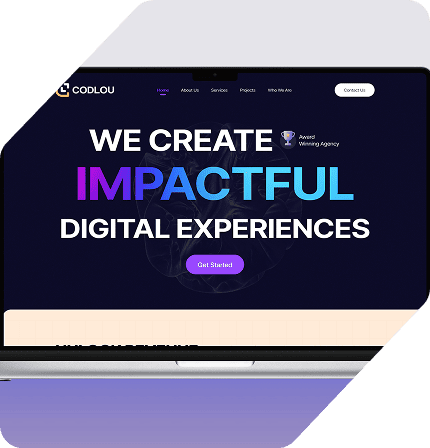 CODLOU
Home About Us Services Projects Who We Are Contact Us
WE CREATE
Award
Winning Agency
IMPACTFUL
DIGITAL EXPERIENCES
Get Started